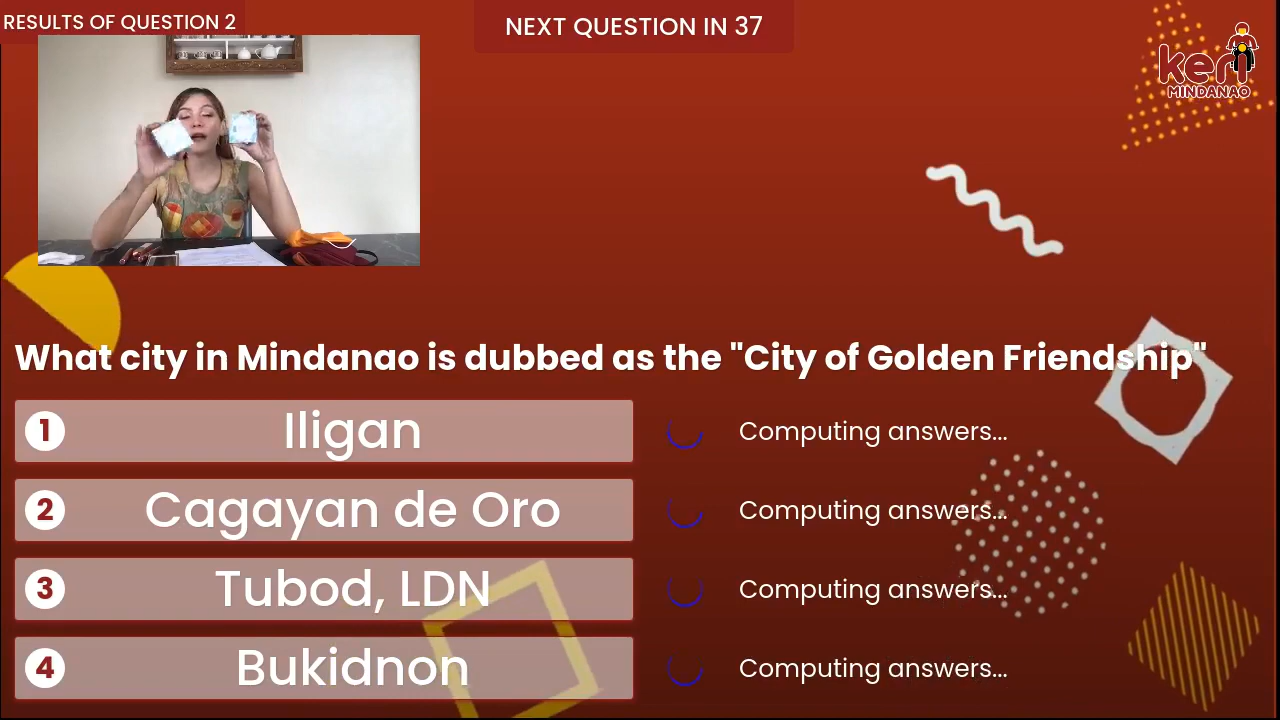 RESULTS OF QUESTION 2
NEXT QUESTION IN 37
keri
MINDANAO
What city in Mindanao is dubbed as the "City of Golden Friendship"
1 Iligan Computing answers...
2 Cagayan de Oro Computing answers...
3 Tubod, LDN Computing answers...
4 Bukidnon Computing answers...